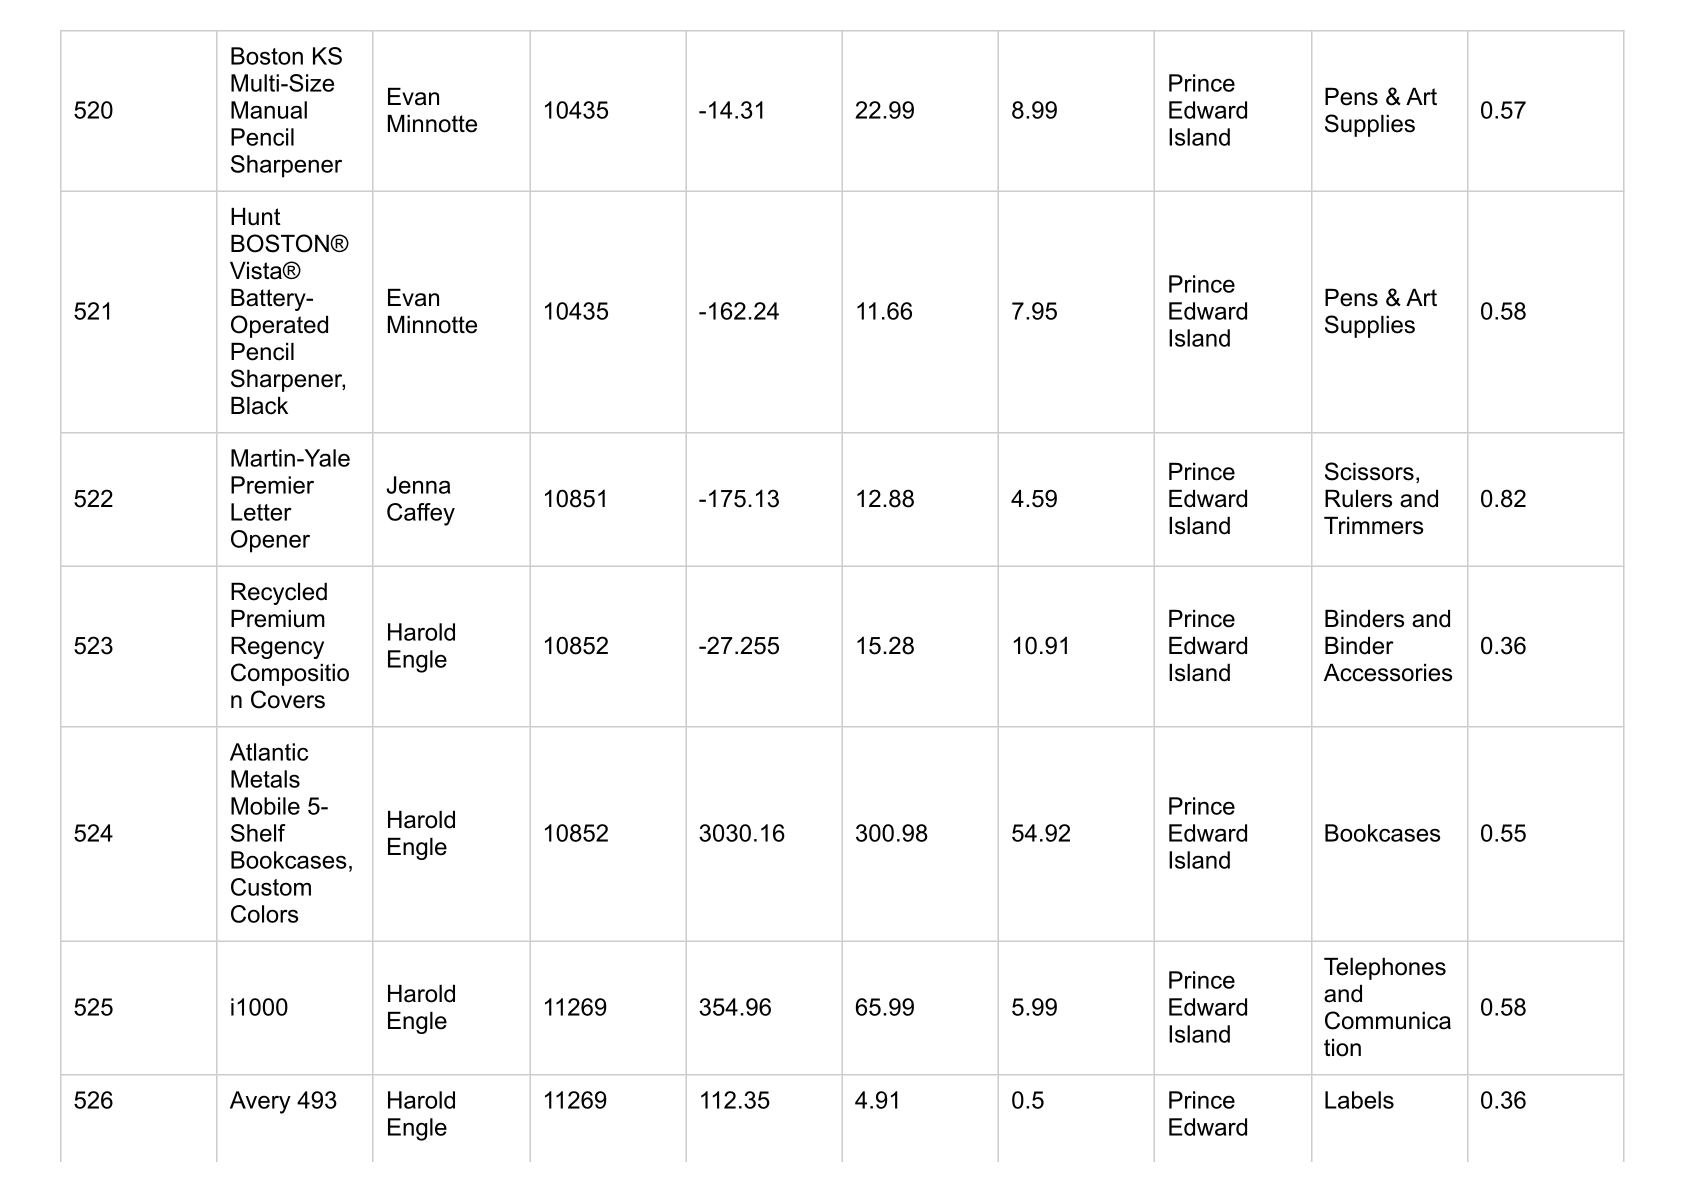 520
Boston KS
Multi-Size
Manual
Pencil
Sharpener
Evan
Minnotte
10435
-14.31
22.99
8.99
Prince
Edward
Island
Pens & Art
Supplies
0.57
521
Hunt
BOSTON®
Vista®
Battery-
Operated
Pencil
Sharpener,
Black
Evan
Minnotte
10435
-162.24
11.66
7.95
Prince
Edward
Island
Pens & Art
Supplies
0.58
522
Martin-Yale
Premier
Letter
Opener
Jenna
Caffey
10851
-175.13
12.88
4.59
Prince
Edward
Island
Scissors,
Rulers and
Trimmers
0.82
523
Recycled
Premium
Regency
Compositio
n Covers
Harold
Engle
10852
-27.255
15.28
10.91
Prince
Edward
Island
Binders and
Binder
Accessories
0.36
524
Atlantic
Metals
Mobile 5-
Shelf
Bookcases,
Custom
Colors
Harold
Engle
10852
3030.16
300.98
54.92
Prince
Edward
Island
Bookcases
0.55
525
i1000
Harold
Engle
11269
354.96
65.99
5.99
Prince
Edward
Island
Telephones
and
Communica
tion
0.58
526
Avery 493
Harold
Engle
11269
112.35
4.91
0.5
Prince
Edward
Labels
0.36